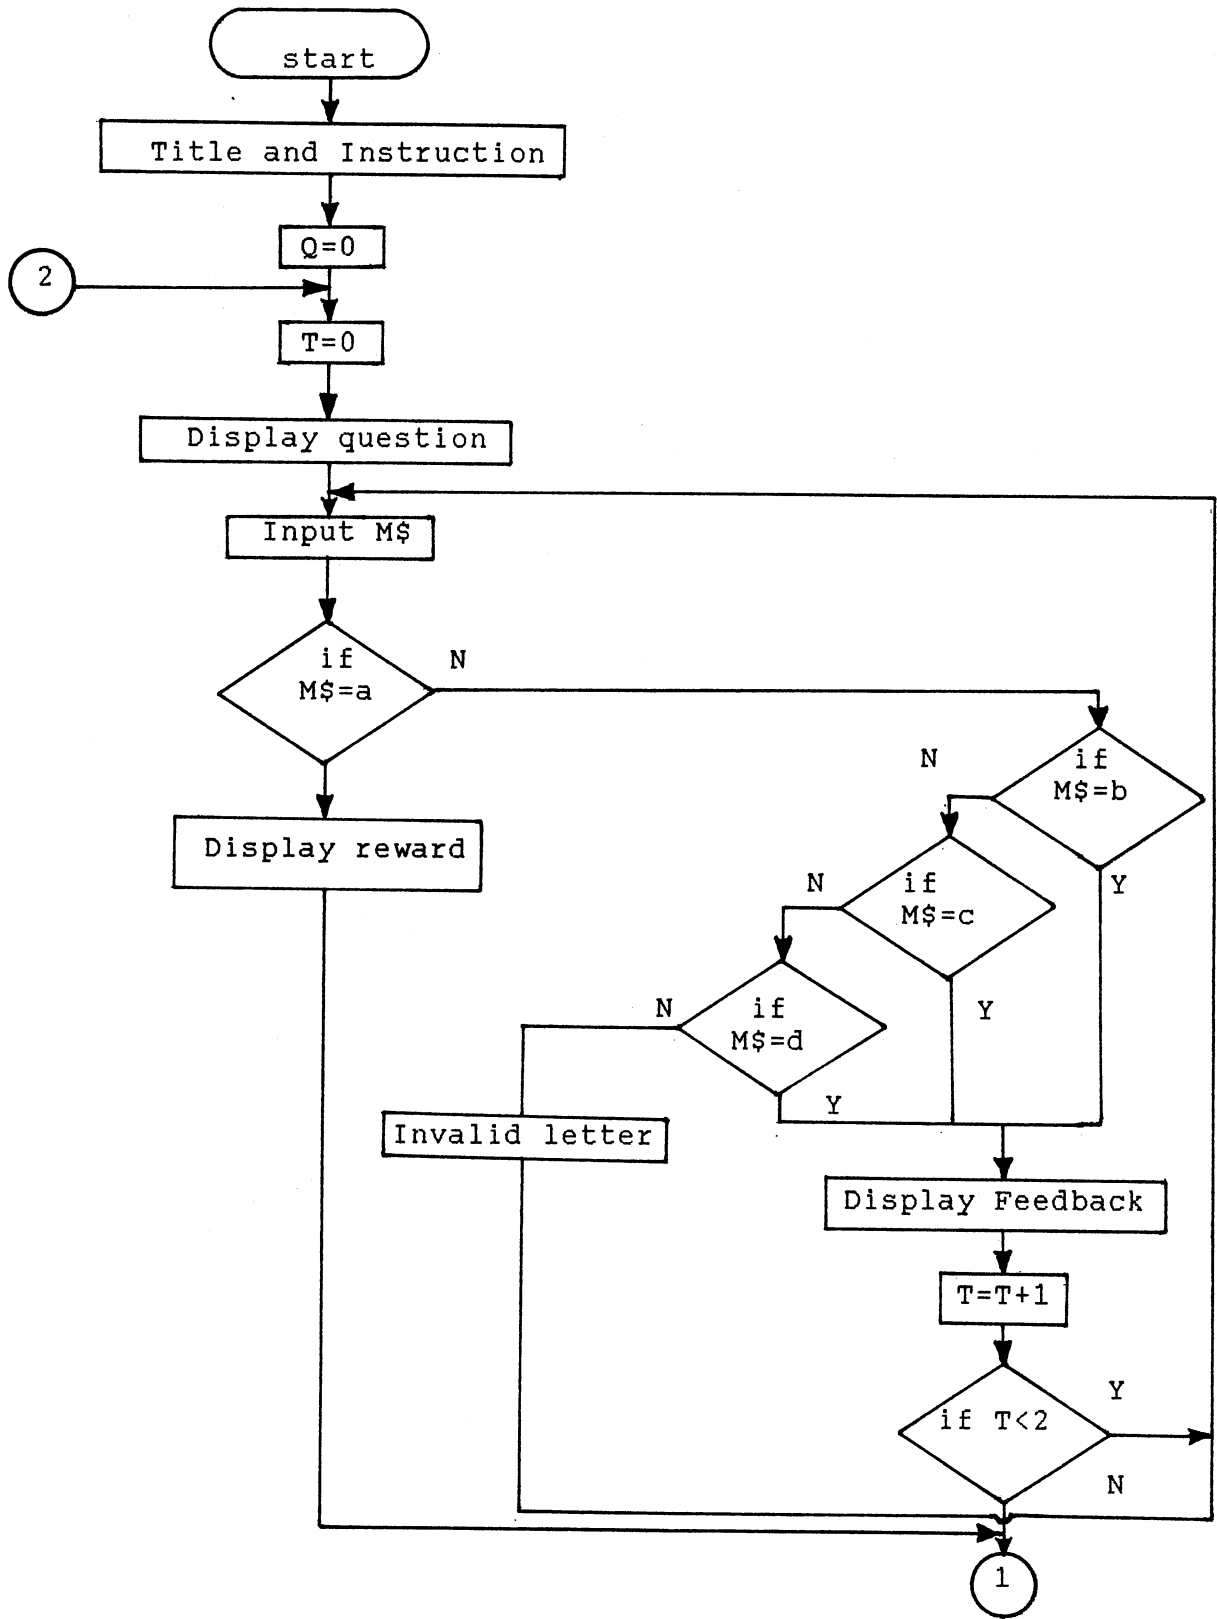 start
Title and Instruction
Q=0
2
T=0
Display question
Input M$
if
M$=a
N
if
M$=b
N
Y
Display reward
if
M$=c
N
Y
if
M$=d
N
Y
Invalid letter
Display Feedback
T=T+1
if T<2
Y
N
1